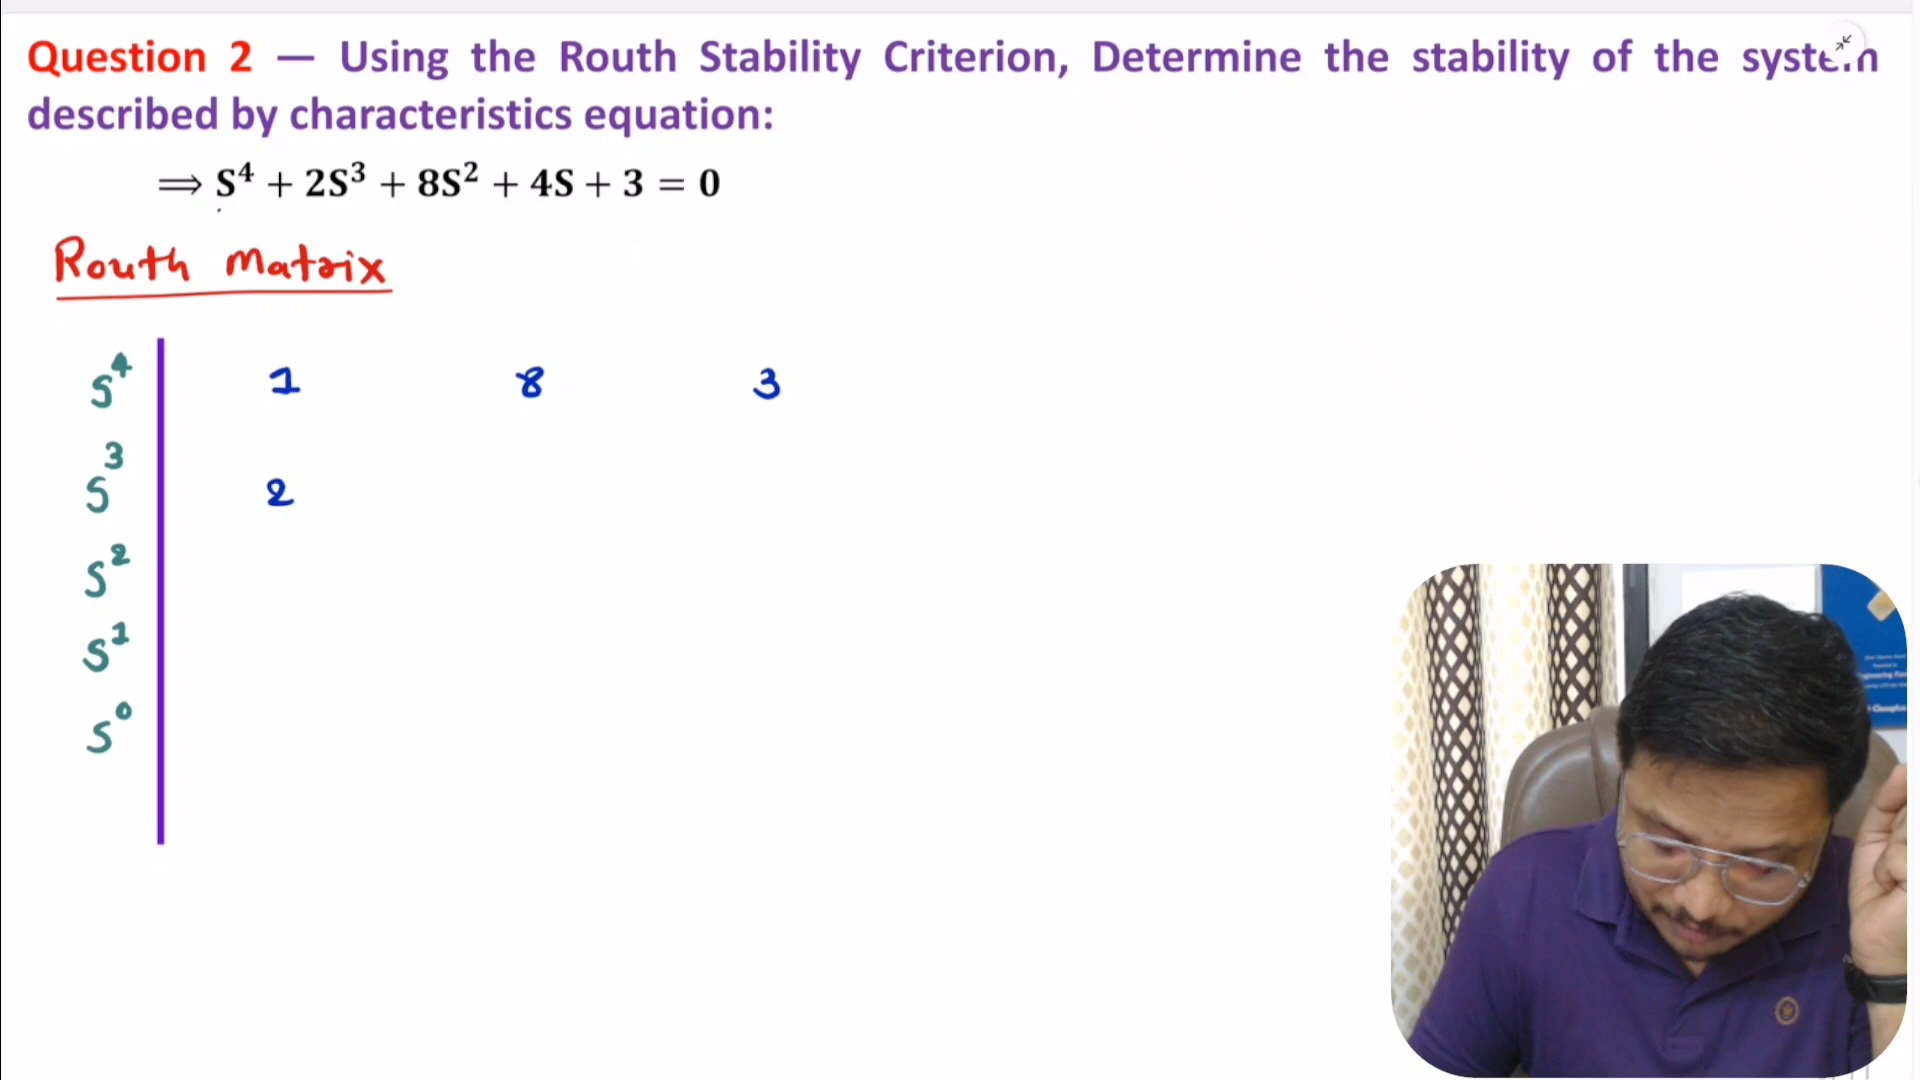 Question 2 — Using the Routh Stability Criterion, Determine the stability of the system
described by characteristics equation:
⟹ S⁴ + 2S³ + 8S² + 4S + 3 = 0
Routh Matrix
S⁴ 1 8 3
S³ 2
S²
S¹
S⁰